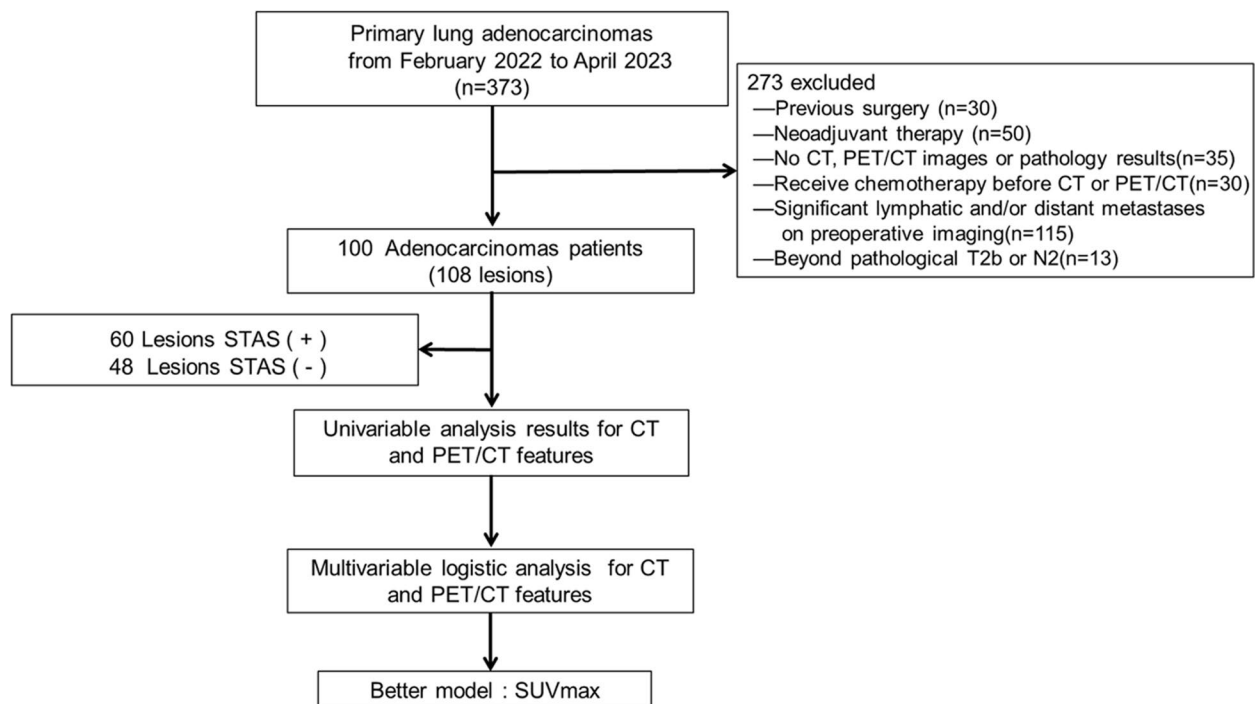 Primary lung adenocarcinomas
from February 2022 to April 2023
(n=373)
273 excluded
—Previous surgery (n=30)
—Neoadjuvant therapy (n=50)
—No CT, PET/CT images or pathology results(n=35)
—Receive chemotherapy before CT or PET/CT(n=30)
—Significant lymphatic and/or distant metastases
on preoperative imaging(n=115)
—Beyond pathological T2b or N2(n=13)
100 Adenocarcinomas patients
(108 lesions)
60 Lesions STAS ( + )
48 Lesions STAS ( - )
Univariable analysis results for CT
and PET/CT features
Multivariable logistic analysis for CT
and PET/CT features
Better model : SUVmax